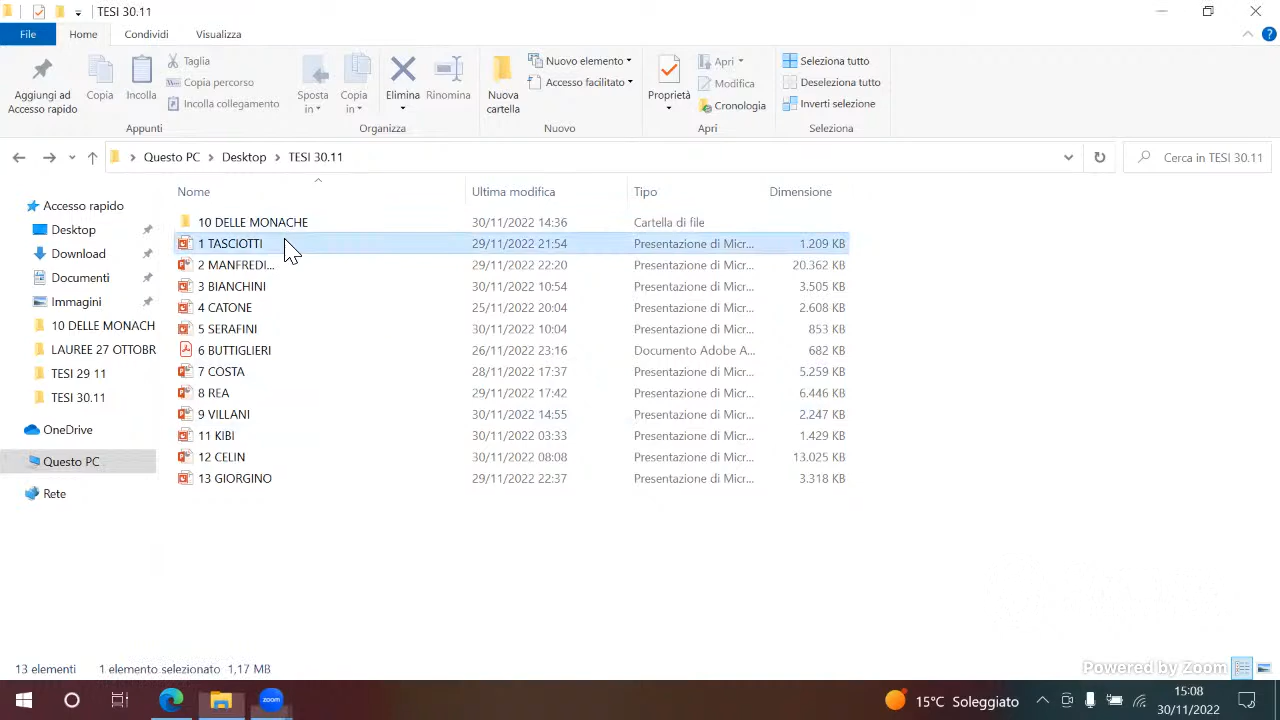 TESI 30.11
File Home Condividi Visualizza
Aggiungi ad Accesso rapido
Copia
Incolla
Taglia
Copia percorso
Incolla collegamento
Appunti
Sposta in
Copia in
Elimina
Rinomina
Organizza
Nuova cartella
Nuovo elemento
Accesso facilitato
Nuovo
Proprietà
Apri
Modifica
Cronologia
Apri
Seleziona tutto
Deseleziona tutto
Inverti selezione
Seleziona
Questo PC > Desktop > TESI 30.11
Cerca in TESI 30.11
Accesso rapido
Desktop
Download
Documenti
Immagini
10 DELLE MONACH
LAUREE 27 OTTOBR
TESI 29 11
TESI 30.11
OneDrive
Questo PC
Rete
Nome Ultima modifica Tipo Dimensione
10 DELLE MONACHE 30/11/2022 14:36 Cartella di file
1 TASCIOTTI 29/11/2022 21:54 Presentazione di Micr... 1.209 KB
2 MANFREDI... 29/11/2022 22:20 Presentazione di Micr... 20.362 KB
3 BIANCHINI 30/11/2022 10:54 Presentazione di Micr... 3.505 KB
4 CATONE 25/11/2022 20:04 Presentazione di Micr... 2.608 KB
5 SERAFINI 30/11/2022 10:04 Presentazione di Micr... 853 KB
6 BUTTIGLIERI 26/11/2022 23:16 Documento Adobe A... 682 KB
7 COSTA 28/11/2022 17:37 Presentazione di Micr... 5.259 KB
8 REA 29/11/2022 17:42 Presentazione di Micr... 6.446 KB
9 VILLANI 30/11/2022 14:55 Presentazione di Micr... 2.247 KB
11 KIBI 30/11/2022 03:33 Presentazione di Micr... 1.429 KB
12 CELIN 30/11/2022 08:08 Presentazione di Micr... 13.025 KB
13 GIORGINO 29/11/2022 22:37 Presentazione di Micr... 3.318 KB
13 elementi 1 elemento selezionato 1,17 MB
Powered by Zoom
zoom
15°C Soleggiato
15:08
30/11/2022